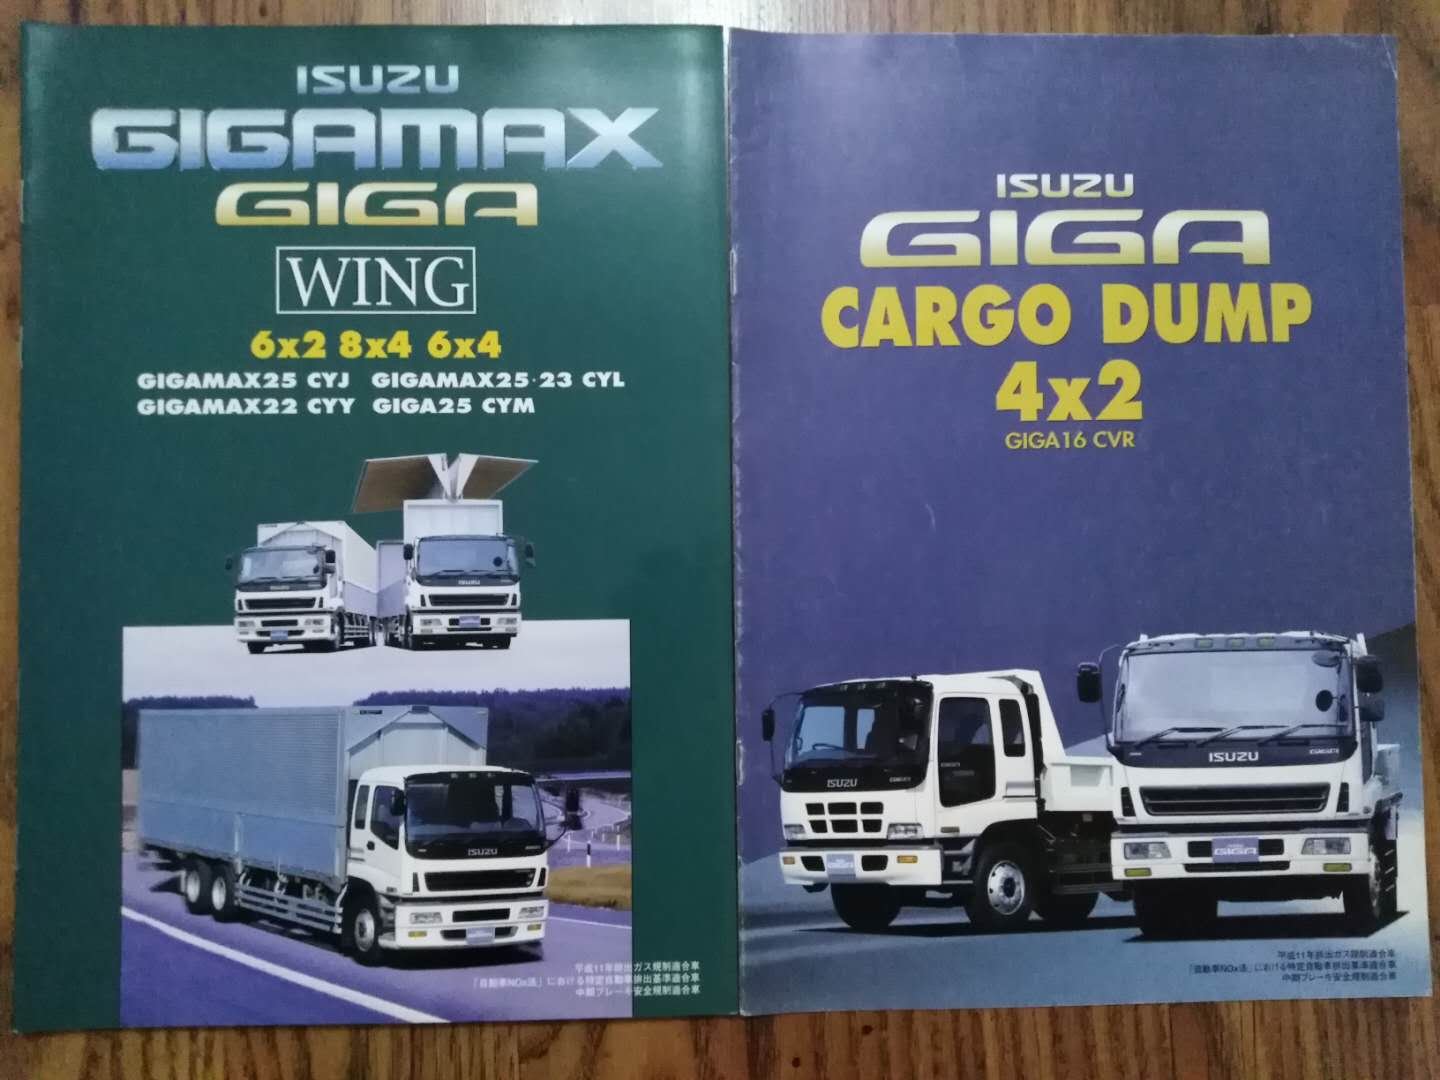 ISUZU
GIGAMAX
GIGA
WING
6x2 8x4 6x4
GIGAMAX25 CYJ GIGAMAX25·23 CYL
GIGAMAX22 CYY GIGA25 CYM
ISUZU
ISUZU
平成11年排出ガス規制適合車
「自動車NOx法」における特定自動車排出基準適合車
中期ブレーキ安全規制適合車
ISUZU
GIGA
CARGO DUMP
4x2
GIGA16 CVR
ISUZU
GIGA
ISUZU
GIGA
GIGA
平成11年排出ガス規制適合車
「自動車NOx法」における特定自動車排出基準適合車
中期ブレーキ安全規制適合車